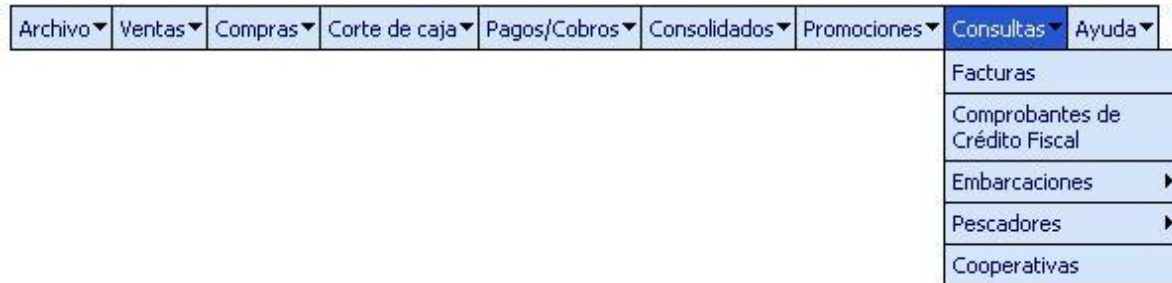 Archivo Ventas Compras Corte de caja Pagos/Cobros Consolidados Promociones Consultas Ayuda
Facturas
Comprobantes de
Crédito Fiscal
Embarcaciones
Pescadores
Cooperativas